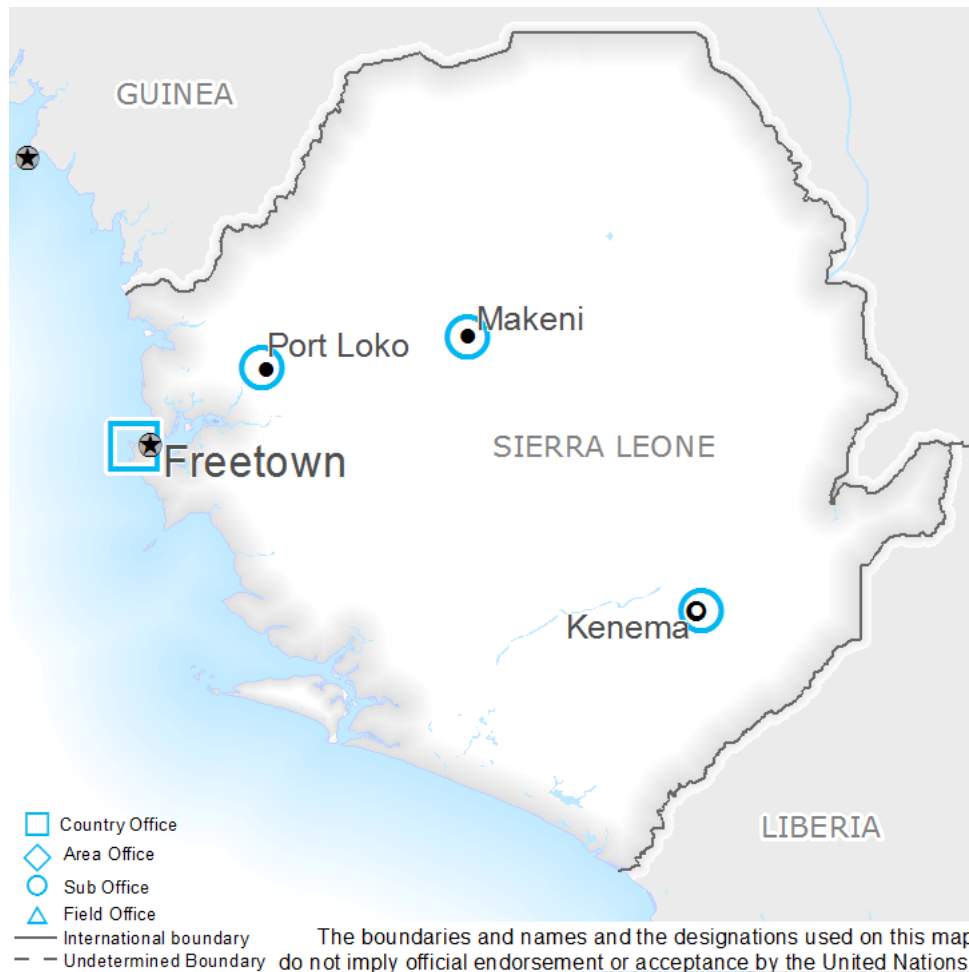 GUINEA
Makeni
Port Loko
SIERRA LEONE
Freetown
Kenema
LIBERIA
Country Office
Area Office
Sub Office
Field Office
International boundary
Undetermined Boundary
The boundaries and names and the designations used on this map
do not imply official endorsement or acceptance by the United Nations